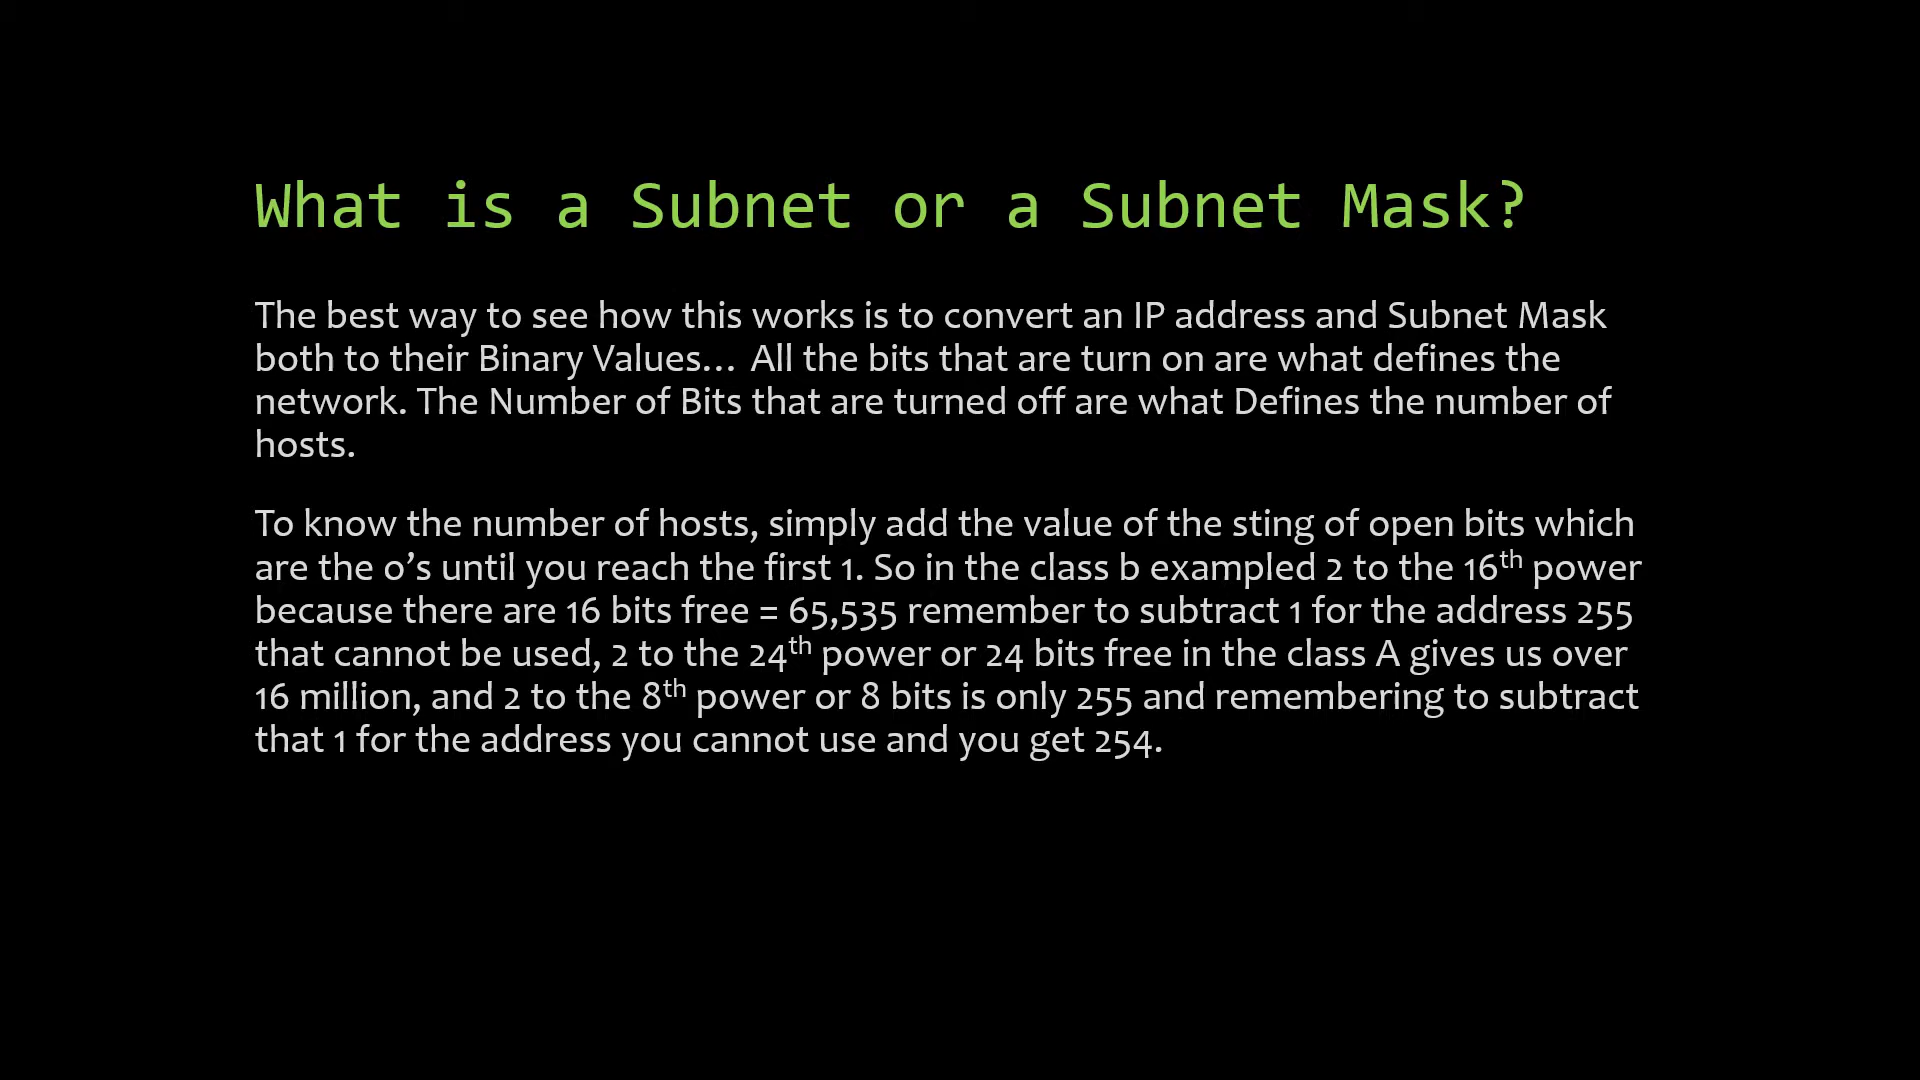 What is a Subnet or a Subnet Mask?
The best way to see how this works is to convert an IP address and Subnet Mask
both to their Binary Values… All the bits that are turn on are what defines the
network. The Number of Bits that are turned off are what Defines the number of
hosts.
To know the number of hosts, simply add the value of the sting of open bits which
are the 0’s until you reach the first 1. So in the class b exampled 2 to the 16th power
because there are 16 bits free = 65,535 remember to subtract 1 for the address 255
that cannot be used, 2 to the 24th power or 24 bits free in the class A gives us over
16 million, and 2 to the 8th power or 8 bits is only 255 and remembering to subtract
that 1 for the address you cannot use and you get 254.